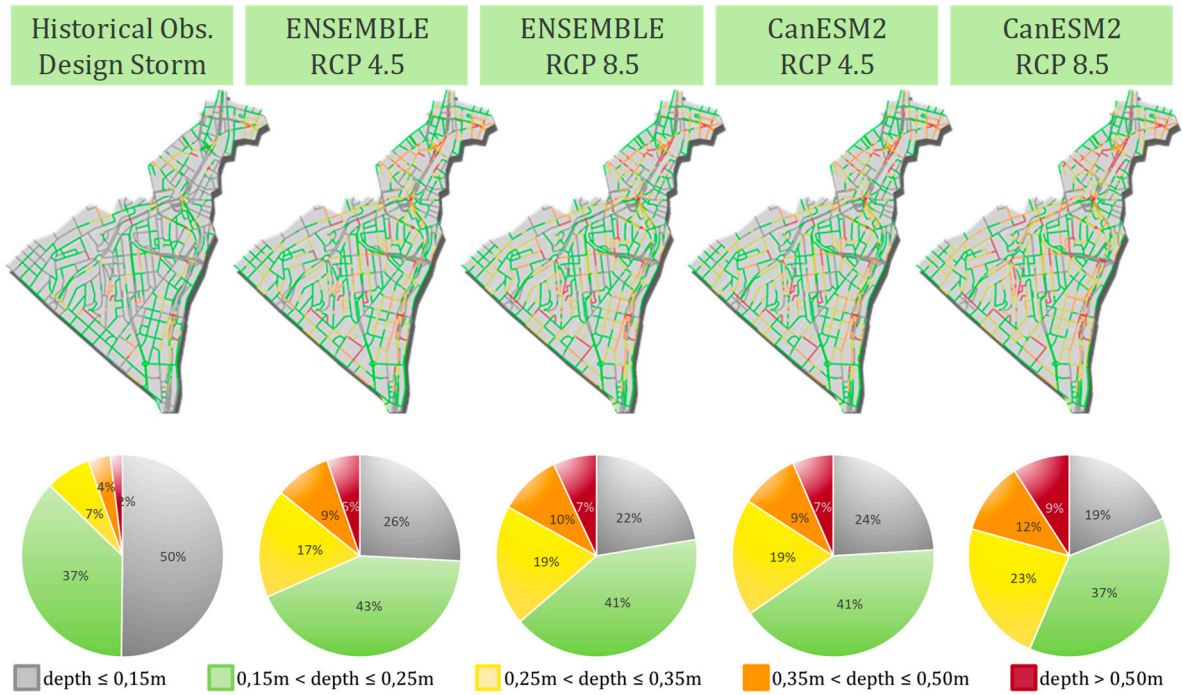 Historical Obs.
Design Storm
ENSEMBLE
RCP 4.5
ENSEMBLE
RCP 8.5
CanESM2
RCP 4.5
CanESM2
RCP 8.5
4%
2%
7%
37%
50%
5%
9%
17%
26%
43%
7%
10%
19%
22%
41%
7%
9%
19%
24%
41%
9%
12%
23%
19%
37%
depth ≤ 0,15m
0,15m < depth ≤ 0,25m
0,25m < depth ≤ 0,35m
0,35m < depth ≤ 0,50m
depth > 0,50m